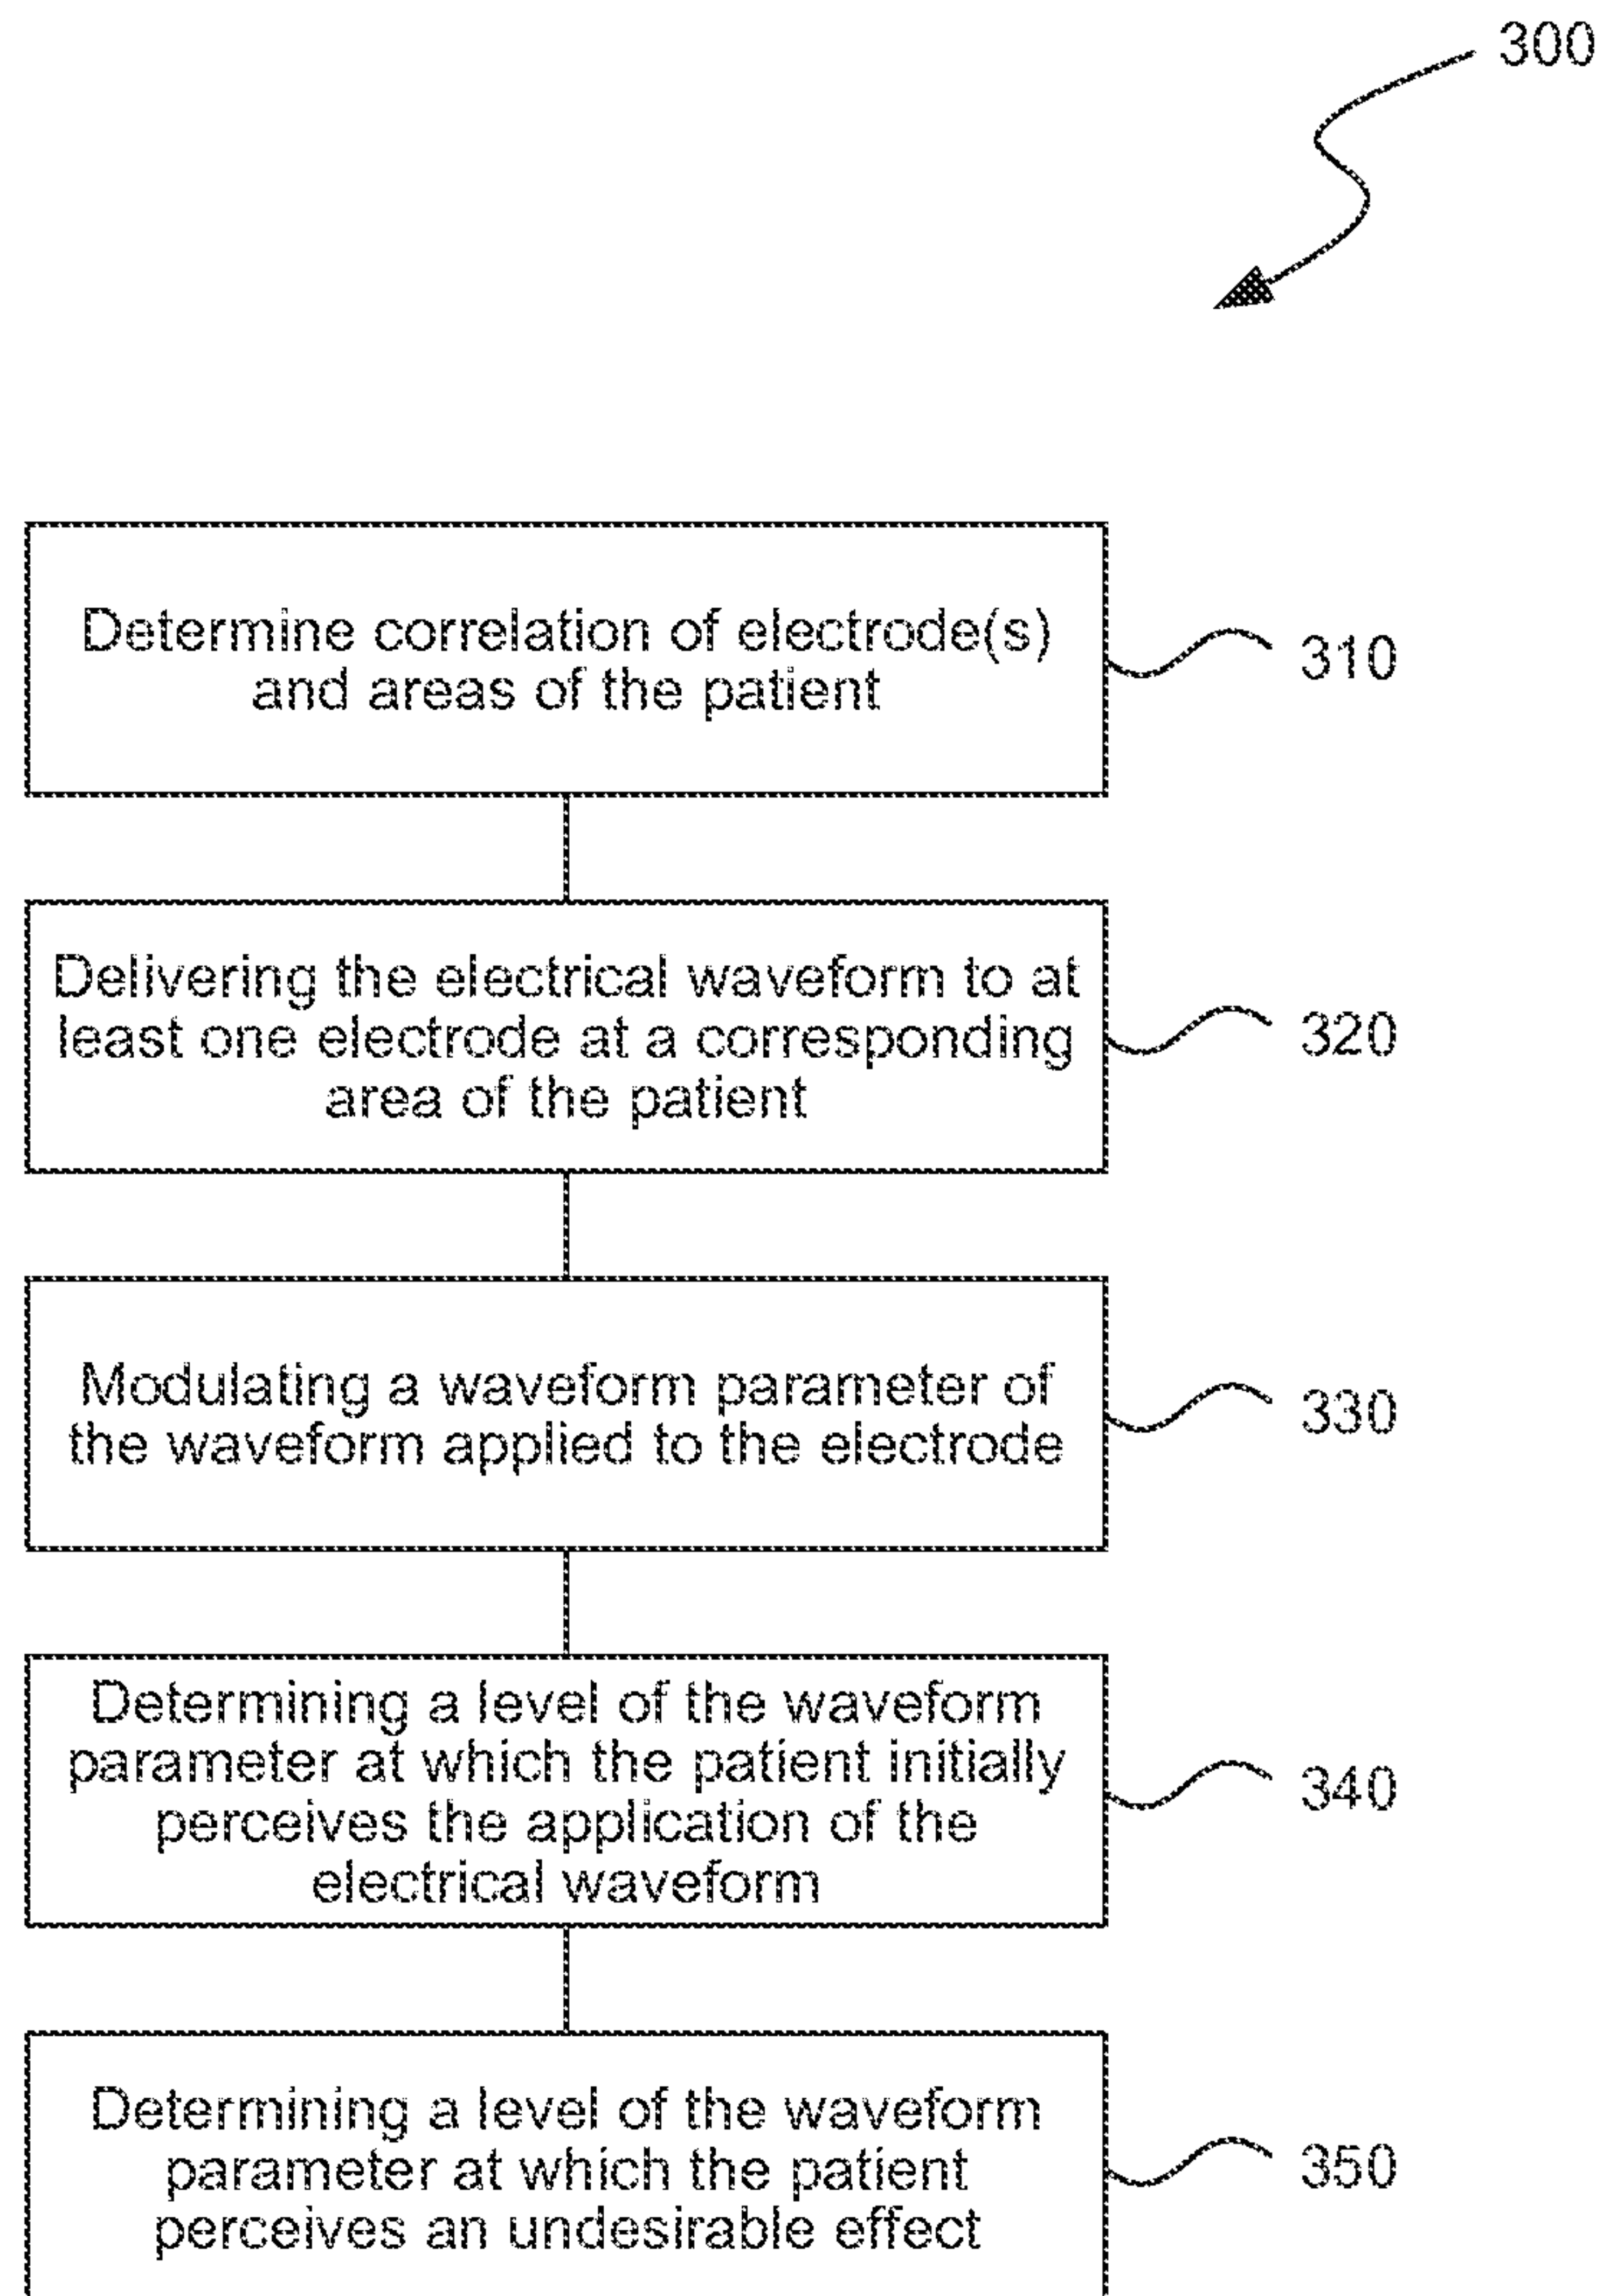 300
Determine correlation of electrode(s)
and areas of the patient
310
Delivering the electrical waveform to at
least one electrode at a corresponding
area of the patient
320
Modulating a waveform parameter of
the waveform applied to the electrode
330
Determining a level of the waveform
parameter at which the patient initially
perceives the application of the
electrical waveform
340
Determining a level of the waveform
parameter at which the patient
perceives an undesirable effect
350